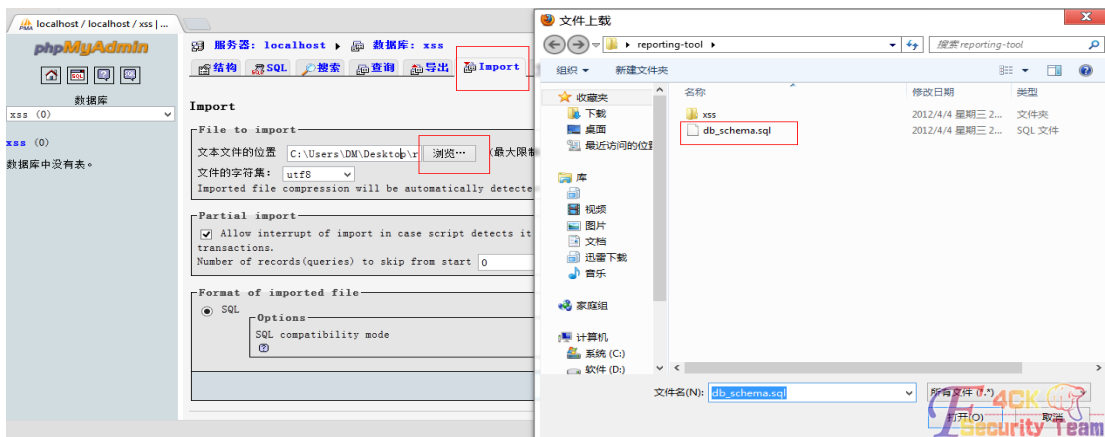 localhost / localhost / xss | ...
phpMyAdmin
数据库
xss (0)
xss (0)
数据库中没有表。
服务器: localhost ▸ 数据库: xss
结构 SQL 搜索 查询 导出 Import
Import
File to import
文本文件的位置 C:\Users\DM\Desktop\r 浏览… (最大限制
文件的字符集: utf8
Imported file compression will be automatically detecte
Partial import
Allow interrupt of import in case script detects it
transactions.
Number of records(queries) to skip from start 0
Format of imported file
SQL
Options
SQL compatibility mode
文件上载
reporting-tool
搜索 reporting-tool
组织 新建文件夹
收藏夹
下载
桌面
最近访问的位置
库
视频
图片
文档
迅雷下载
音乐
家庭组
计算机
系统 (C:)
软件 (D:)
名称 修改日期 类型
xss 2012/4/4 星期三 2... 文件夹
db_schema.sql 2012/4/4 星期三 2... SQL 文件
文件名(N): db_schema.sql 所有文件 (*.*)
打开(O) 取消
F4CK
Security Team